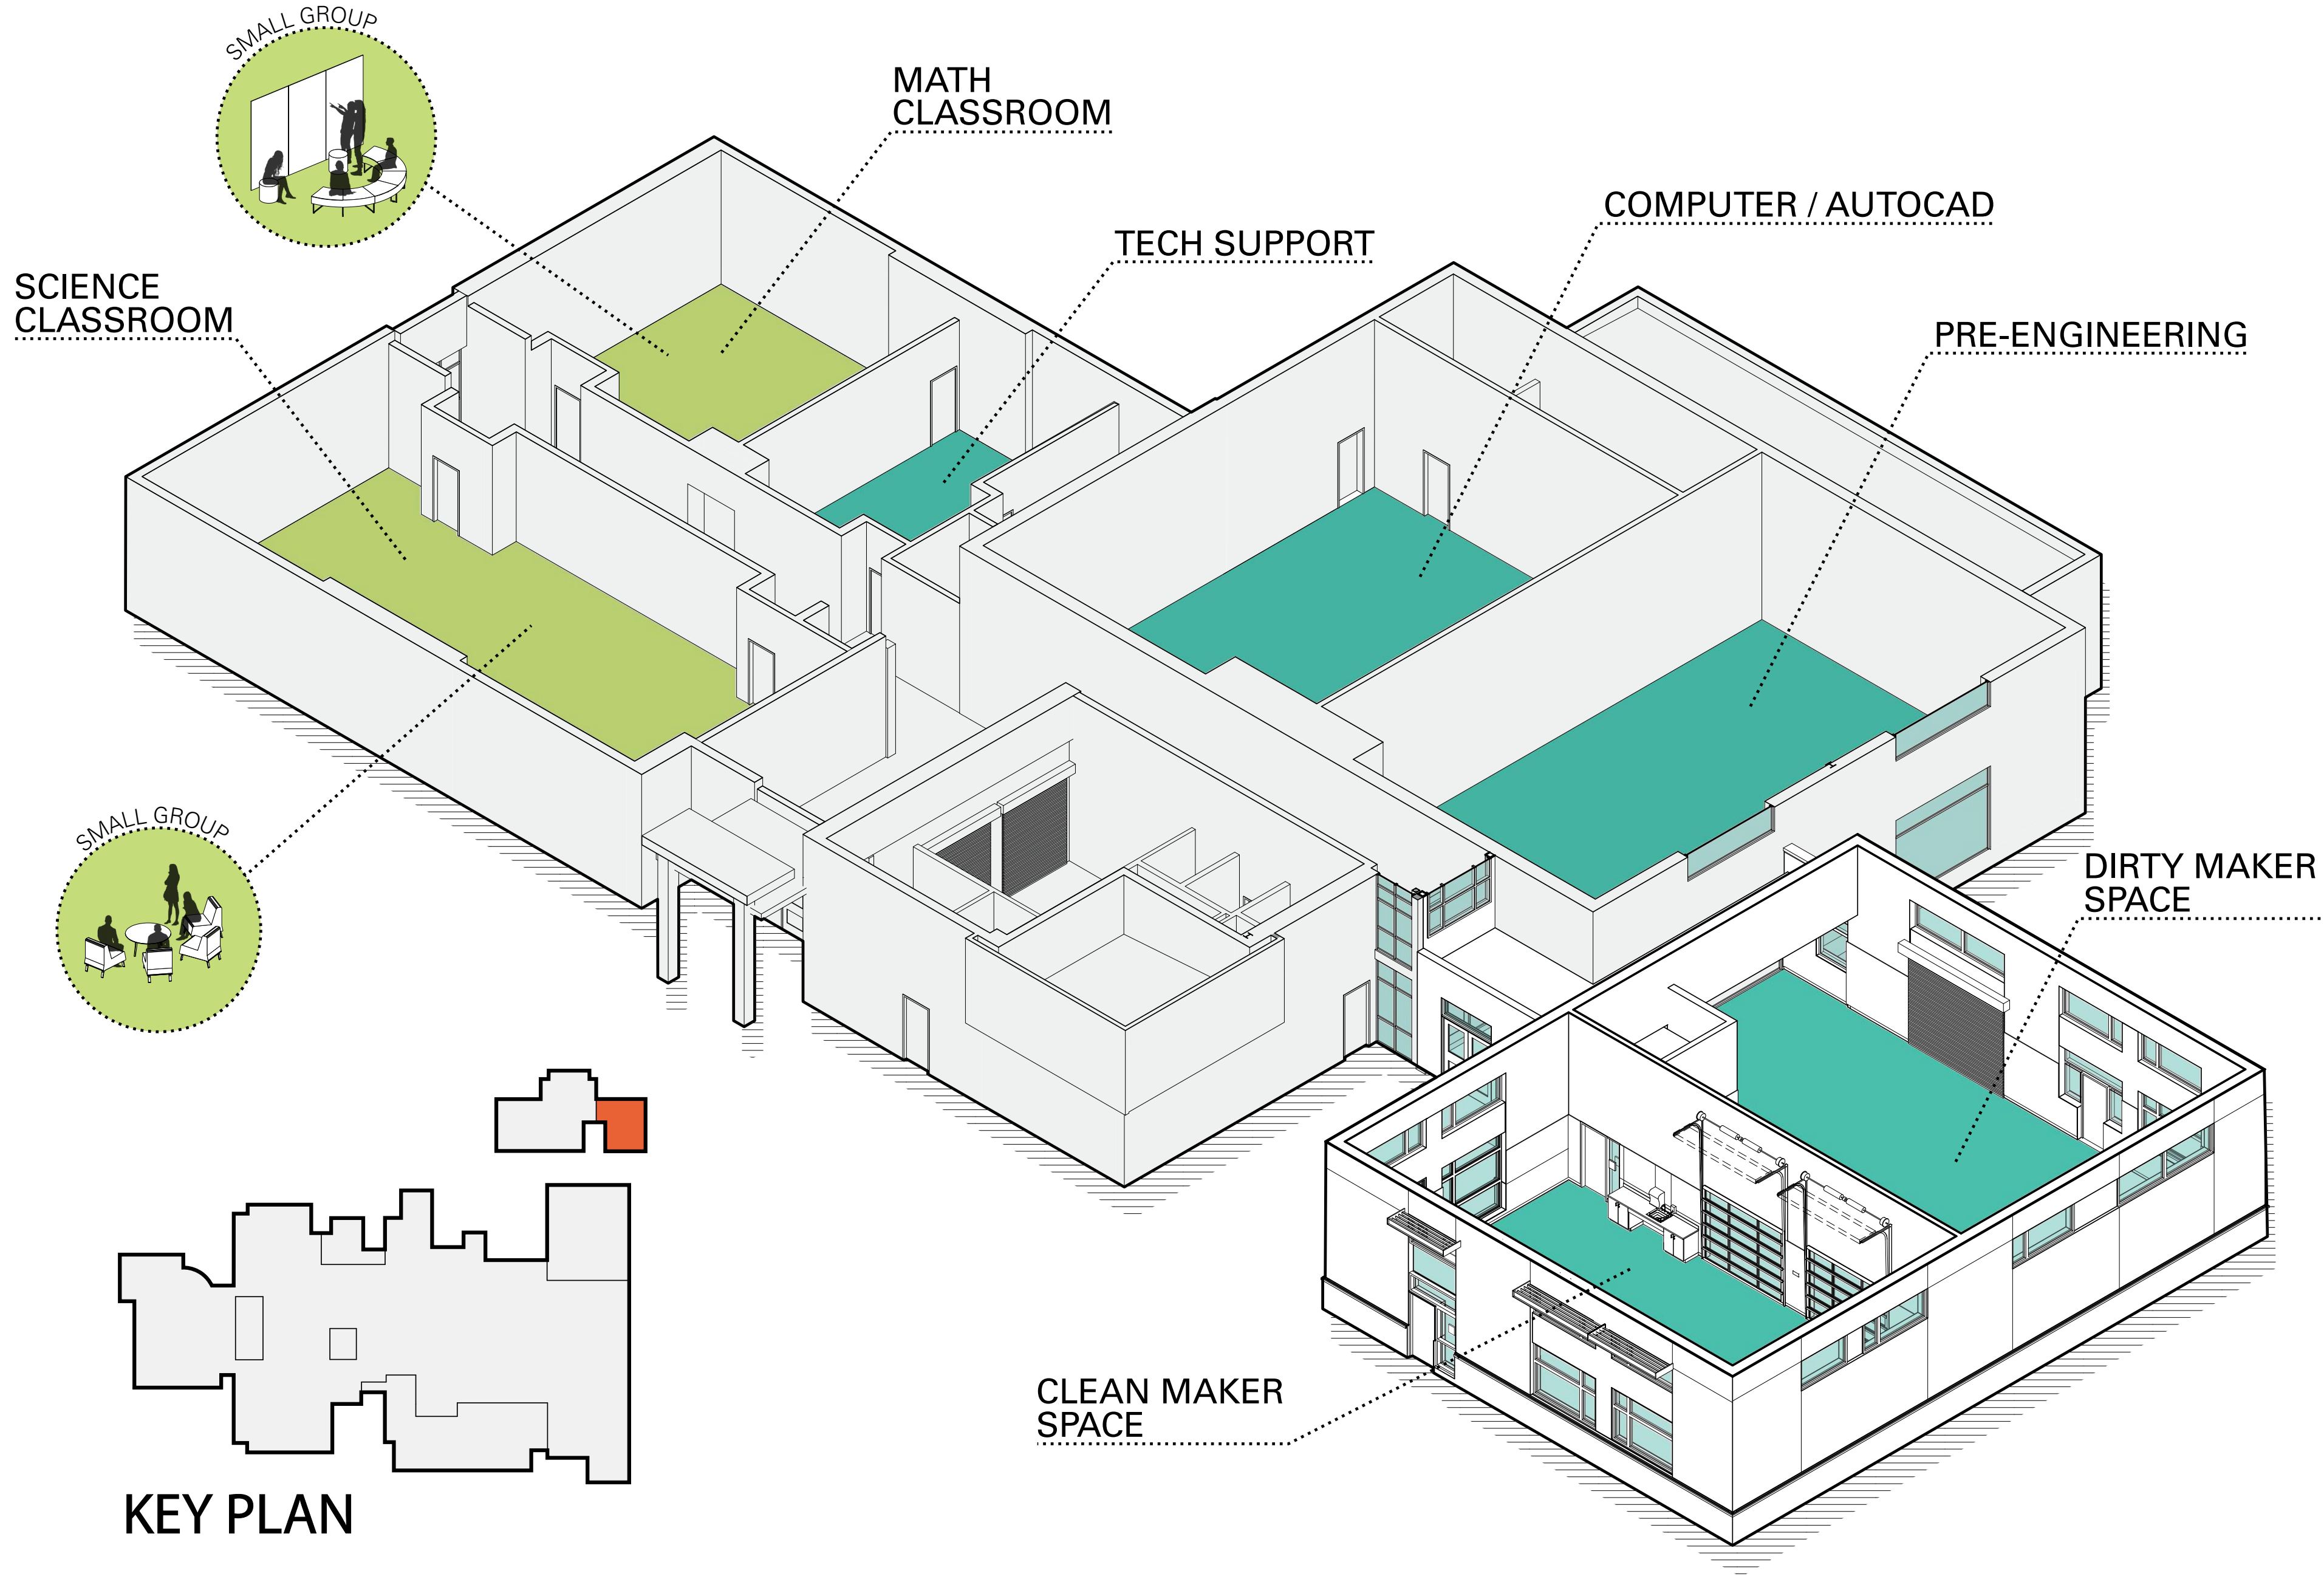 SMALL GROUP
MATH
CLASSROOM
COMPUTER / AUTOCAD
TECH SUPPORT
SCIENCE
CLASSROOM
PRE-ENGINEERING
SMALL GROUP
DIRTY MAKER
SPACE
CLEAN MAKER
SPACE
KEY PLAN